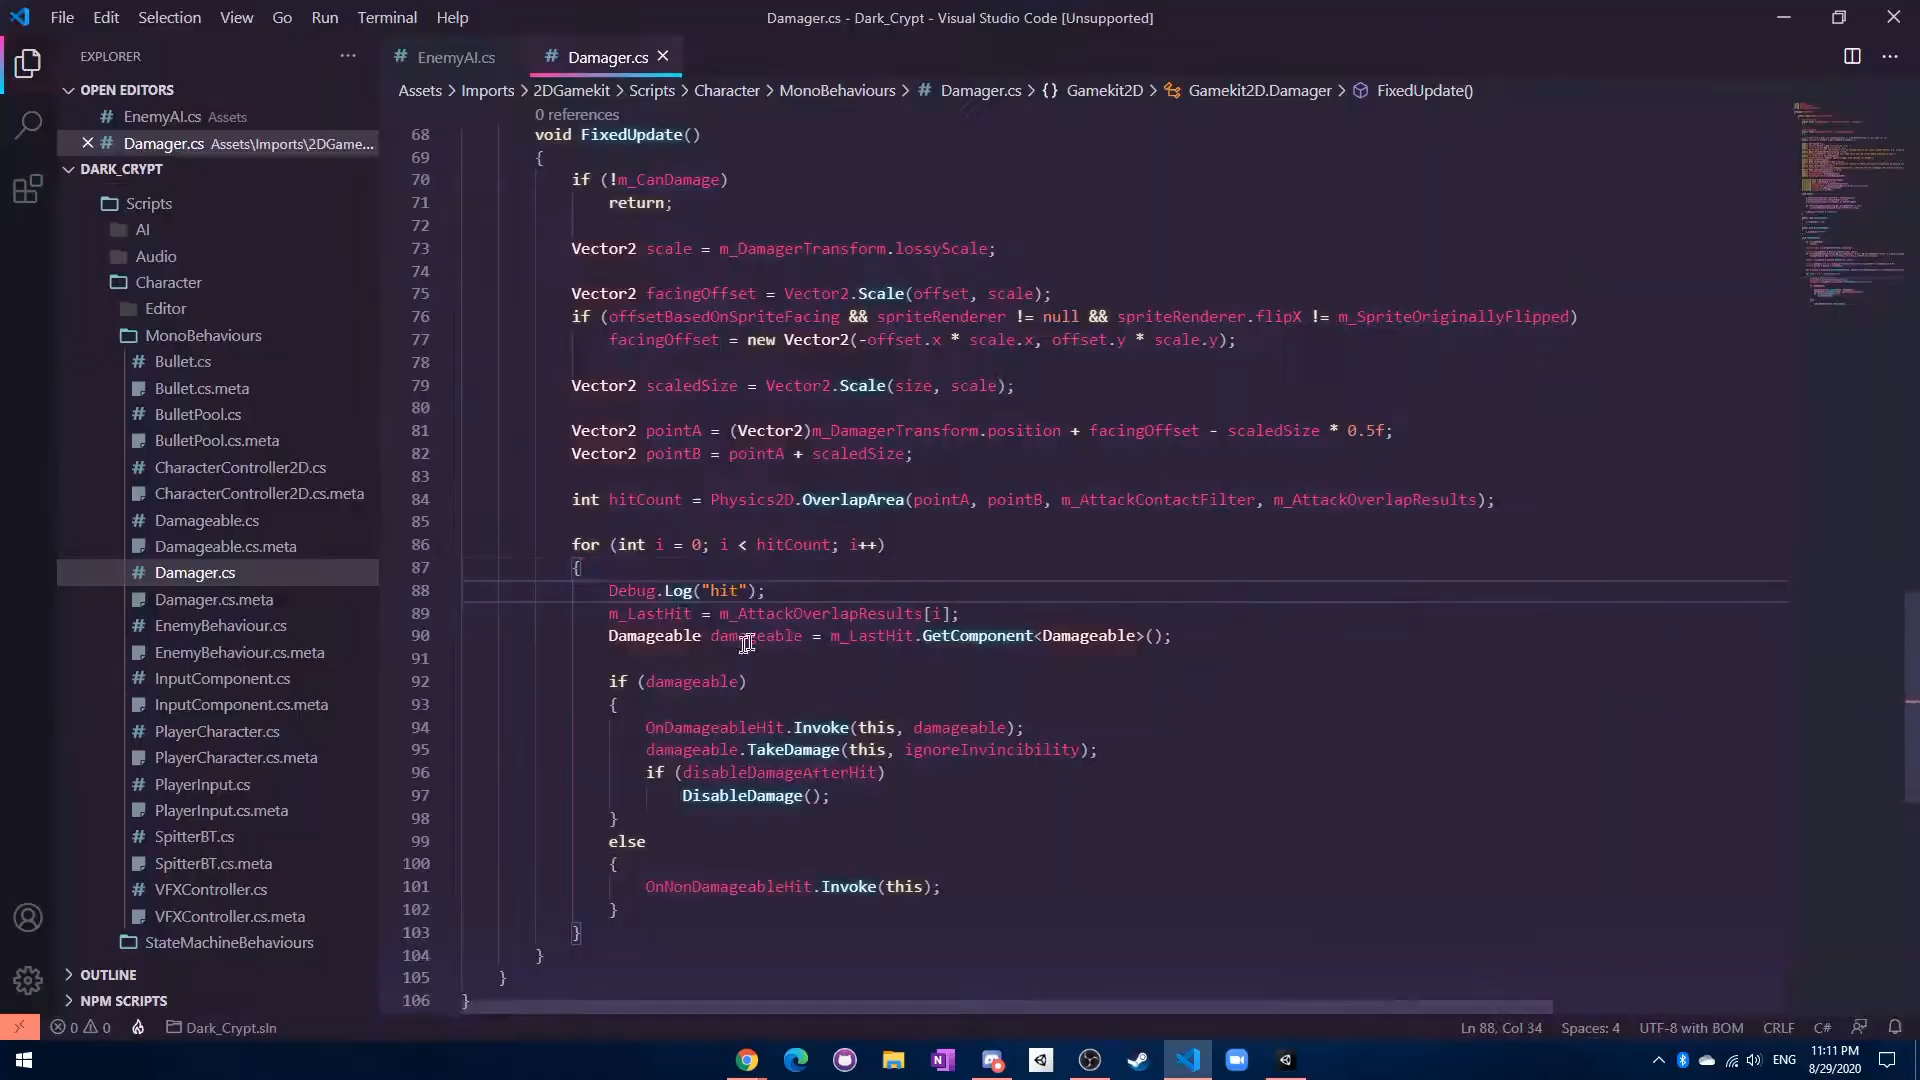 File Edit Selection View Go Run Terminal Help
Damager.cs - Dark_Crypt - Visual Studio Code [Unsupported]
EXPLORER
OPEN EDITORS
EnemyAI.cs Assets
Damager.cs Assets\Imports\2DGame...
DARK_CRYPT
Scripts
AI
Audio
Character
Editor
MonoBehaviours
Bullet.cs
Bullet.cs.meta
BulletPool.cs
BulletPool.cs.meta
CharacterController2D.cs
CharacterController2D.cs.meta
Damageable.cs
Damageable.cs.meta
Damager.cs
Damager.cs.meta
EnemyBehaviour.cs
EnemyBehaviour.cs.meta
InputComponent.cs
InputComponent.cs.meta
PlayerCharacter.cs
PlayerCharacter.cs.meta
PlayerInput.cs
PlayerInput.cs.meta
SpitterBT.cs
SpitterBT.cs.meta
VFXController.cs
VFXController.cs.meta
StateMachineBehaviours
OUTLINE
NPM SCRIPTS
EnemyAI.cs
Damager.cs
Assets > Imports > 2DGamekit > Scripts > Character > MonoBehaviours > # Damager.cs > {} Gamekit2D > Gamekit2D.Damager > FixedUpdate()
0 references
68 void FixedUpdate()
69 {
70 if (!m_CanDamage)
71 return;
72
73 Vector2 scale = m_DamagerTransform.lossyScale;
74
75 Vector2 facingOffset = Vector2.Scale(offset, scale);
76 if (offsetBasedOnSpriteFacing && spriteRenderer != null && spriteRenderer.flipX != m_SpriteOriginallyFlipped)
77 facingOffset = new Vector2(-offset.x * scale.x, offset.y * scale.y);
78
79 Vector2 scaledSize = Vector2.Scale(size, scale);
80
81 Vector2 pointA = (Vector2)m_DamagerTransform.position + facingOffset - scaledSize * 0.5f;
82 Vector2 pointB = pointA + scaledSize;
83
84 int hitCount = Physics2D.OverlapArea(pointA, pointB, m_AttackContactFilter, m_AttackOverlapResults);
85
86 for (int i = 0; i < hitCount; i++)
87 {
88 Debug.Log("hit");
89 m_LastHit = m_AttackOverlapResults[i];
90 Damageable damageable = m_LastHit.GetComponent<Damageable>();
91
92 if (damageable)
93 {
94 OnDamageableHit.Invoke(this, damageable);
95 damageable.TakeDamage(this, ignoreInvincibility);
96 if (disableDamageAfterHit)
97 DisableDamage();
98 }
99 else
100 {
101 OnNonDamageableHit.Invoke(this);
102 }
103 }
104 }
105 }
106 }
0 0 Dark_Crypt.sln
Ln 88, Col 34 Spaces: 4 UTF-8 with BOM CRLF C#
ENG
11:11 PM
8/29/2020